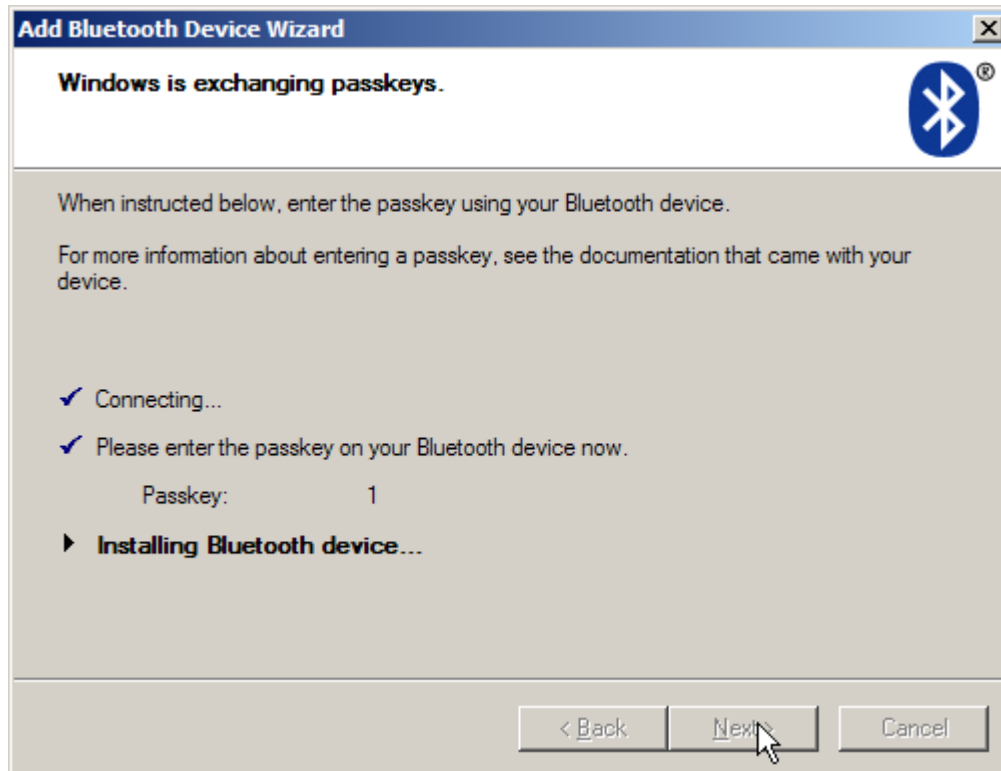 Add Bluetooth Device Wizard
Windows is exchanging passkeys.
®
When instructed below, enter the passkey using your Bluetooth device.
For more information about entering a passkey, see the documentation that came with your
device.
Connecting...
Please enter the passkey on your Bluetooth device now.
Passkey: 1
Installing Bluetooth device...
< Back Next > Cancel